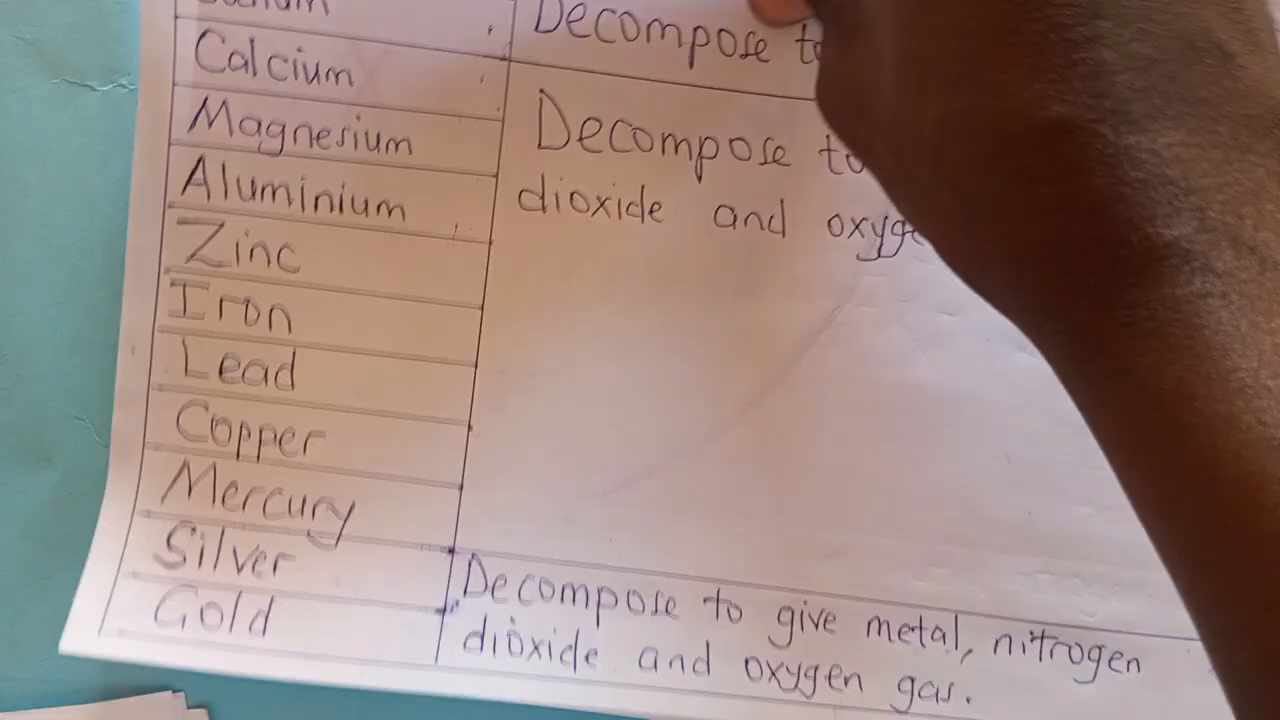 Decompose
Calcium
Magnesium
Decompose to
Aluminium
dioxide and
Zinc
Iron
Lead
Copper
Mercury
Silver
Decompose to give metal, nitrogen
Gold
dioxide and oxygen gas.